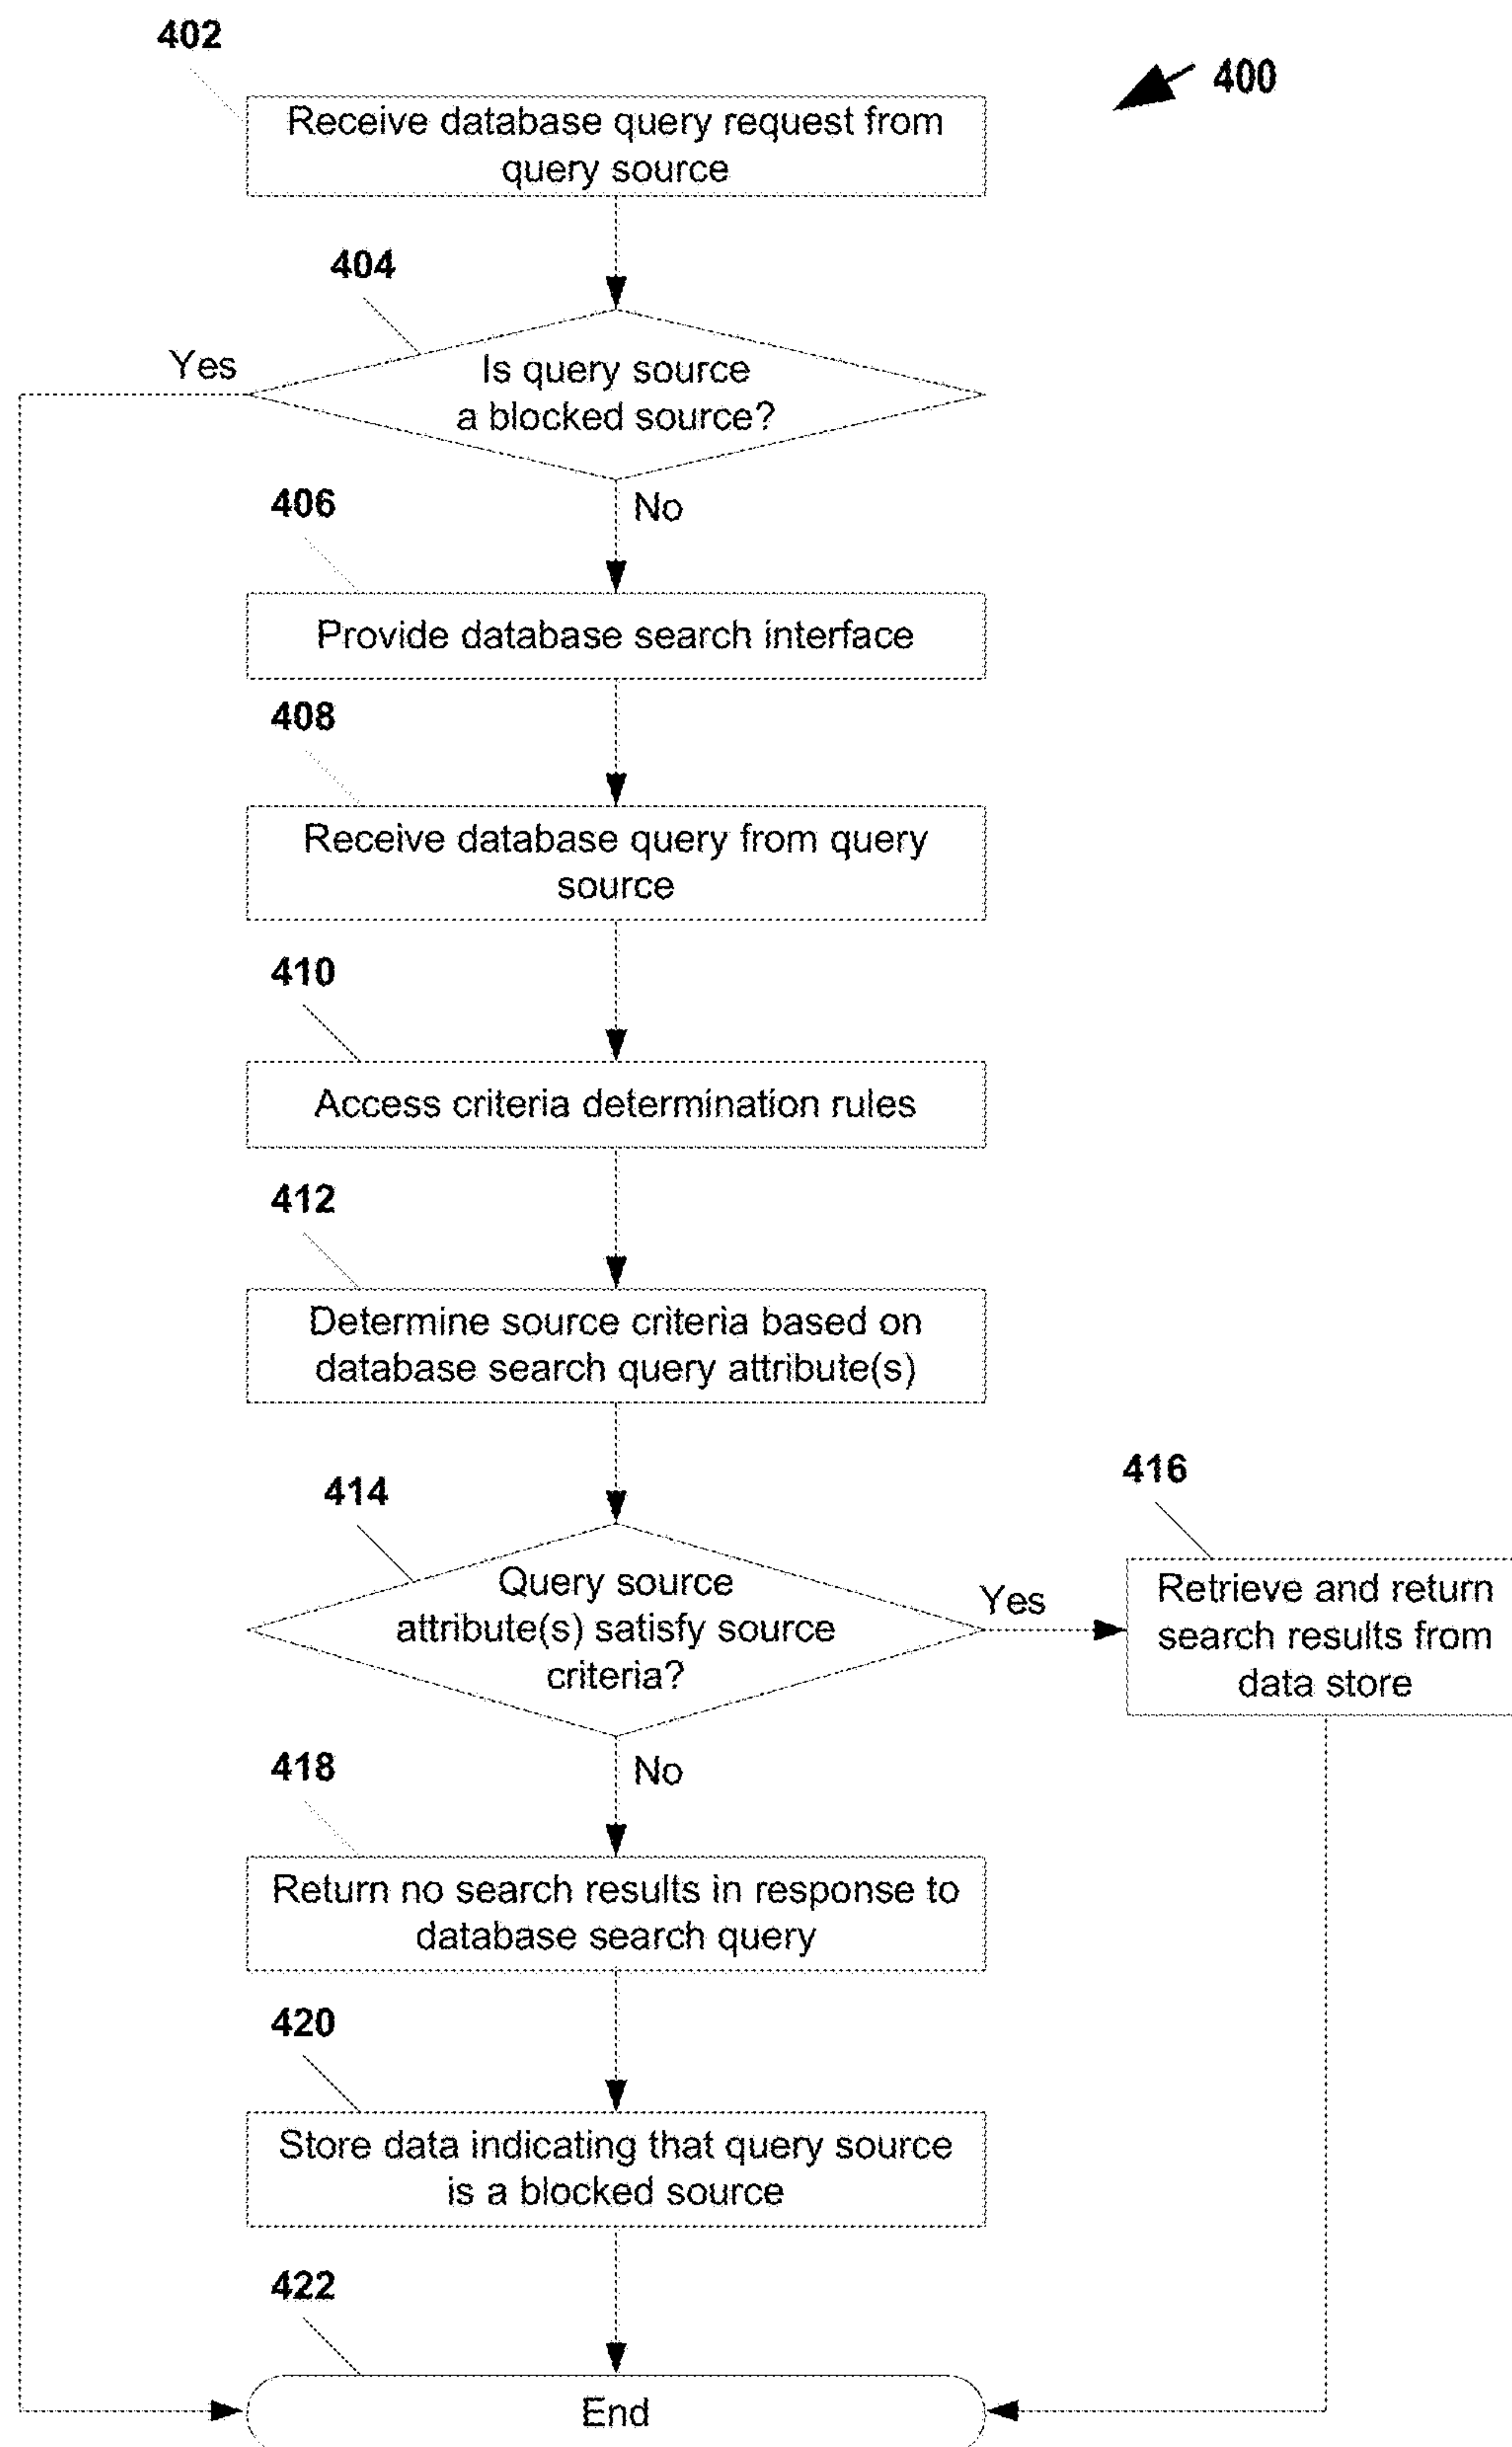 402
400
Receive database query request from
query source
404
Yes
Is query source
a blocked source?
No
406
Provide database search interface
408
Receive database query from query
source
410
Access criteria determination rules
412
Determine source criteria based on
database search query attribute(s)
414
416
Query source
attribute(s) satisfy source
criteria?
Yes
Retrieve and return
search results from
data store
No
418
Return no search results in response to
database search query
420
Store data indicating that query source
is a blocked source
422
End